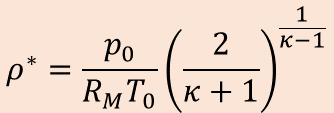 ρ* = p₀/(R_M T₀) (2/(κ + 1))^(1/(κ−1))